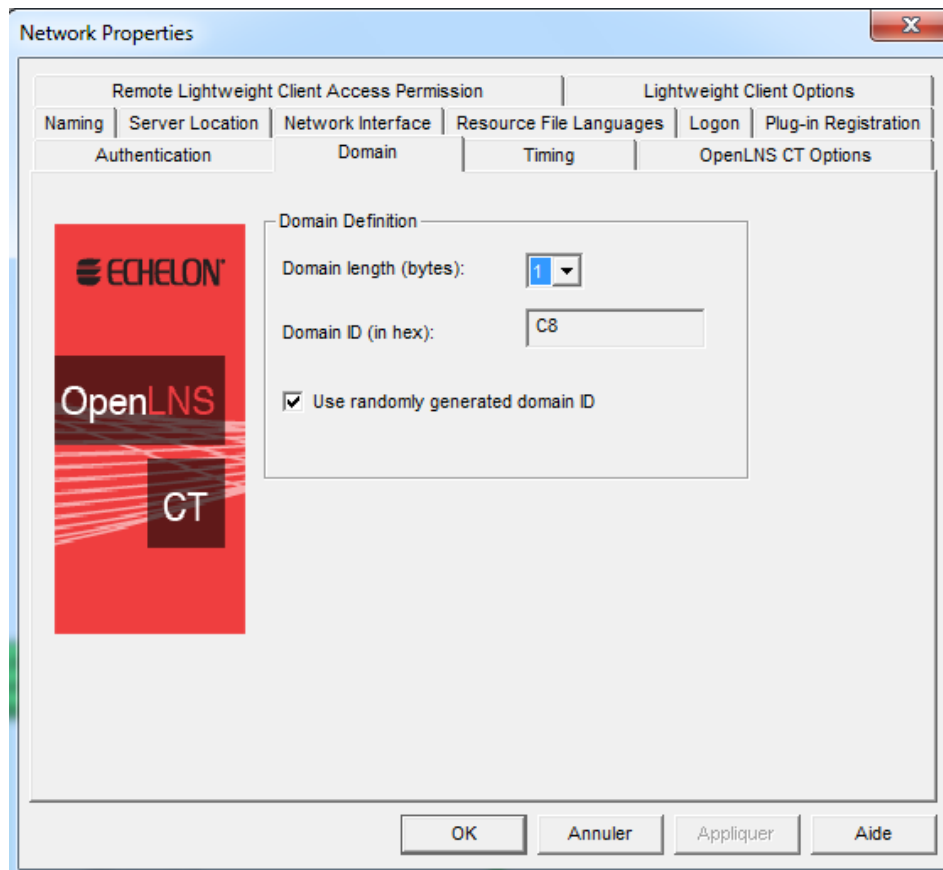 Network Properties
Remote Lightweight Client Access Permission Lightweight Client Options
Naming Server Location Network Interface Resource File Languages Logon Plug-in Registration
Authentication Domain Timing OpenLNS CT Options
Domain Definition
ECHELON
Domain length (bytes): 1
Domain ID (in hex): C8
OpenLNS
Use randomly generated domain ID
CT
OK Annuler Appliquer Aide